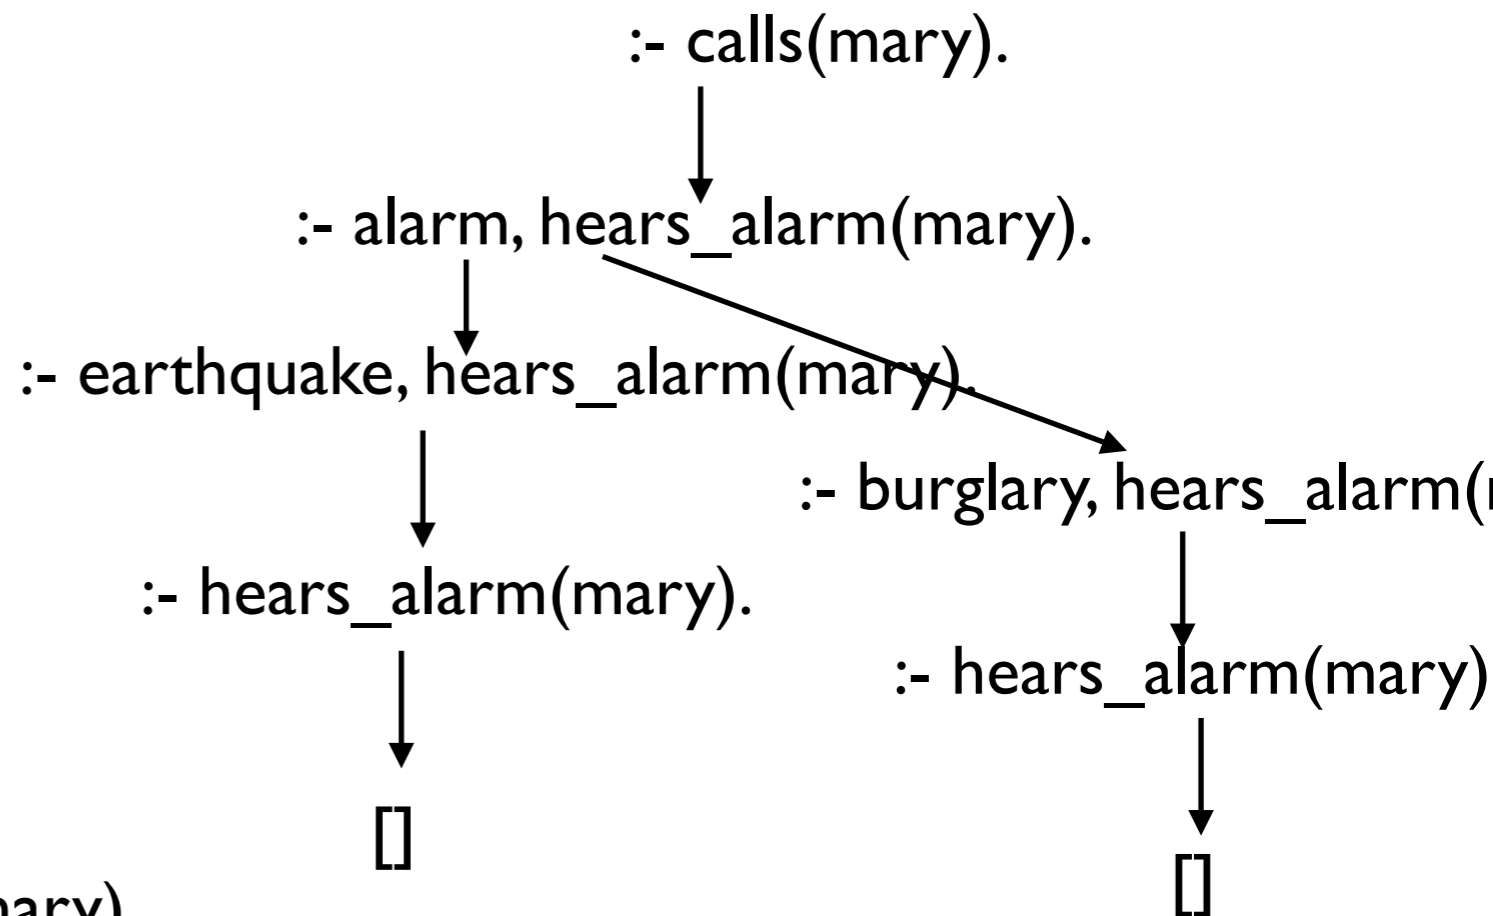 :- calls(mary).
:- alarm, hears_alarm(mary).
:- earthquake, hears_alarm(mary).
:- burglary, hears_alarm(
:- hears_alarm(mary).
:- hears_alarm(mary)
[]
[]